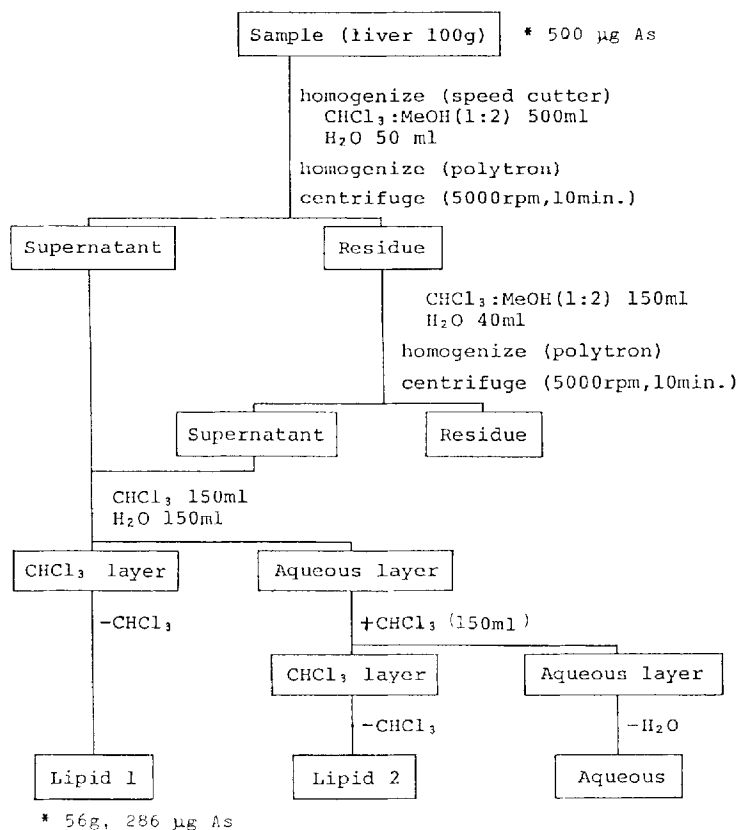 Sample (liver 100g) * 500 µg As
homogenize (speed cutter)
CHCl₃:MeOH(1:2) 500ml
H₂O 50 ml
homogenize (polytron)
centrifuge (5000rpm,10min.)
Supernatant Residue
CHCl₃:MeOH(1:2) 150ml
H₂O 40ml
homogenize (polytron)
centrifuge (5000rpm,10min.)
Supernatant Residue
CHCl₃ 150ml
H₂O 150ml
CHCl₃ layer Aqueous layer
−CHCl₃ +CHCl₃ (150ml)
CHCl₃ layer Aqueous layer
−CHCl₃ −H₂O
Lipid 1 Lipid 2 Aqueous
* 56g, 286 µg As